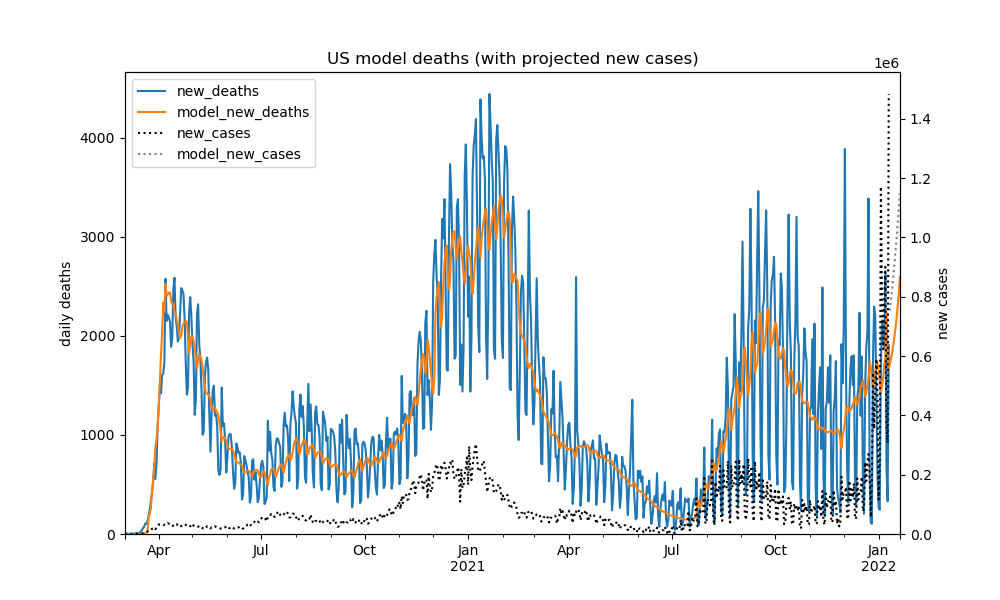 US model deaths (with projected new cases)
1e6
new_deaths
model_new_deaths
new_cases
model_new_cases
daily deaths
new cases
4000
3000
2000
1000
0
1.4
1.2
1.0
0.8
0.6
0.4
0.2
0.0
Apr
Jul
Oct
Jan
2021
Apr
Jul
Oct
Jan
2022